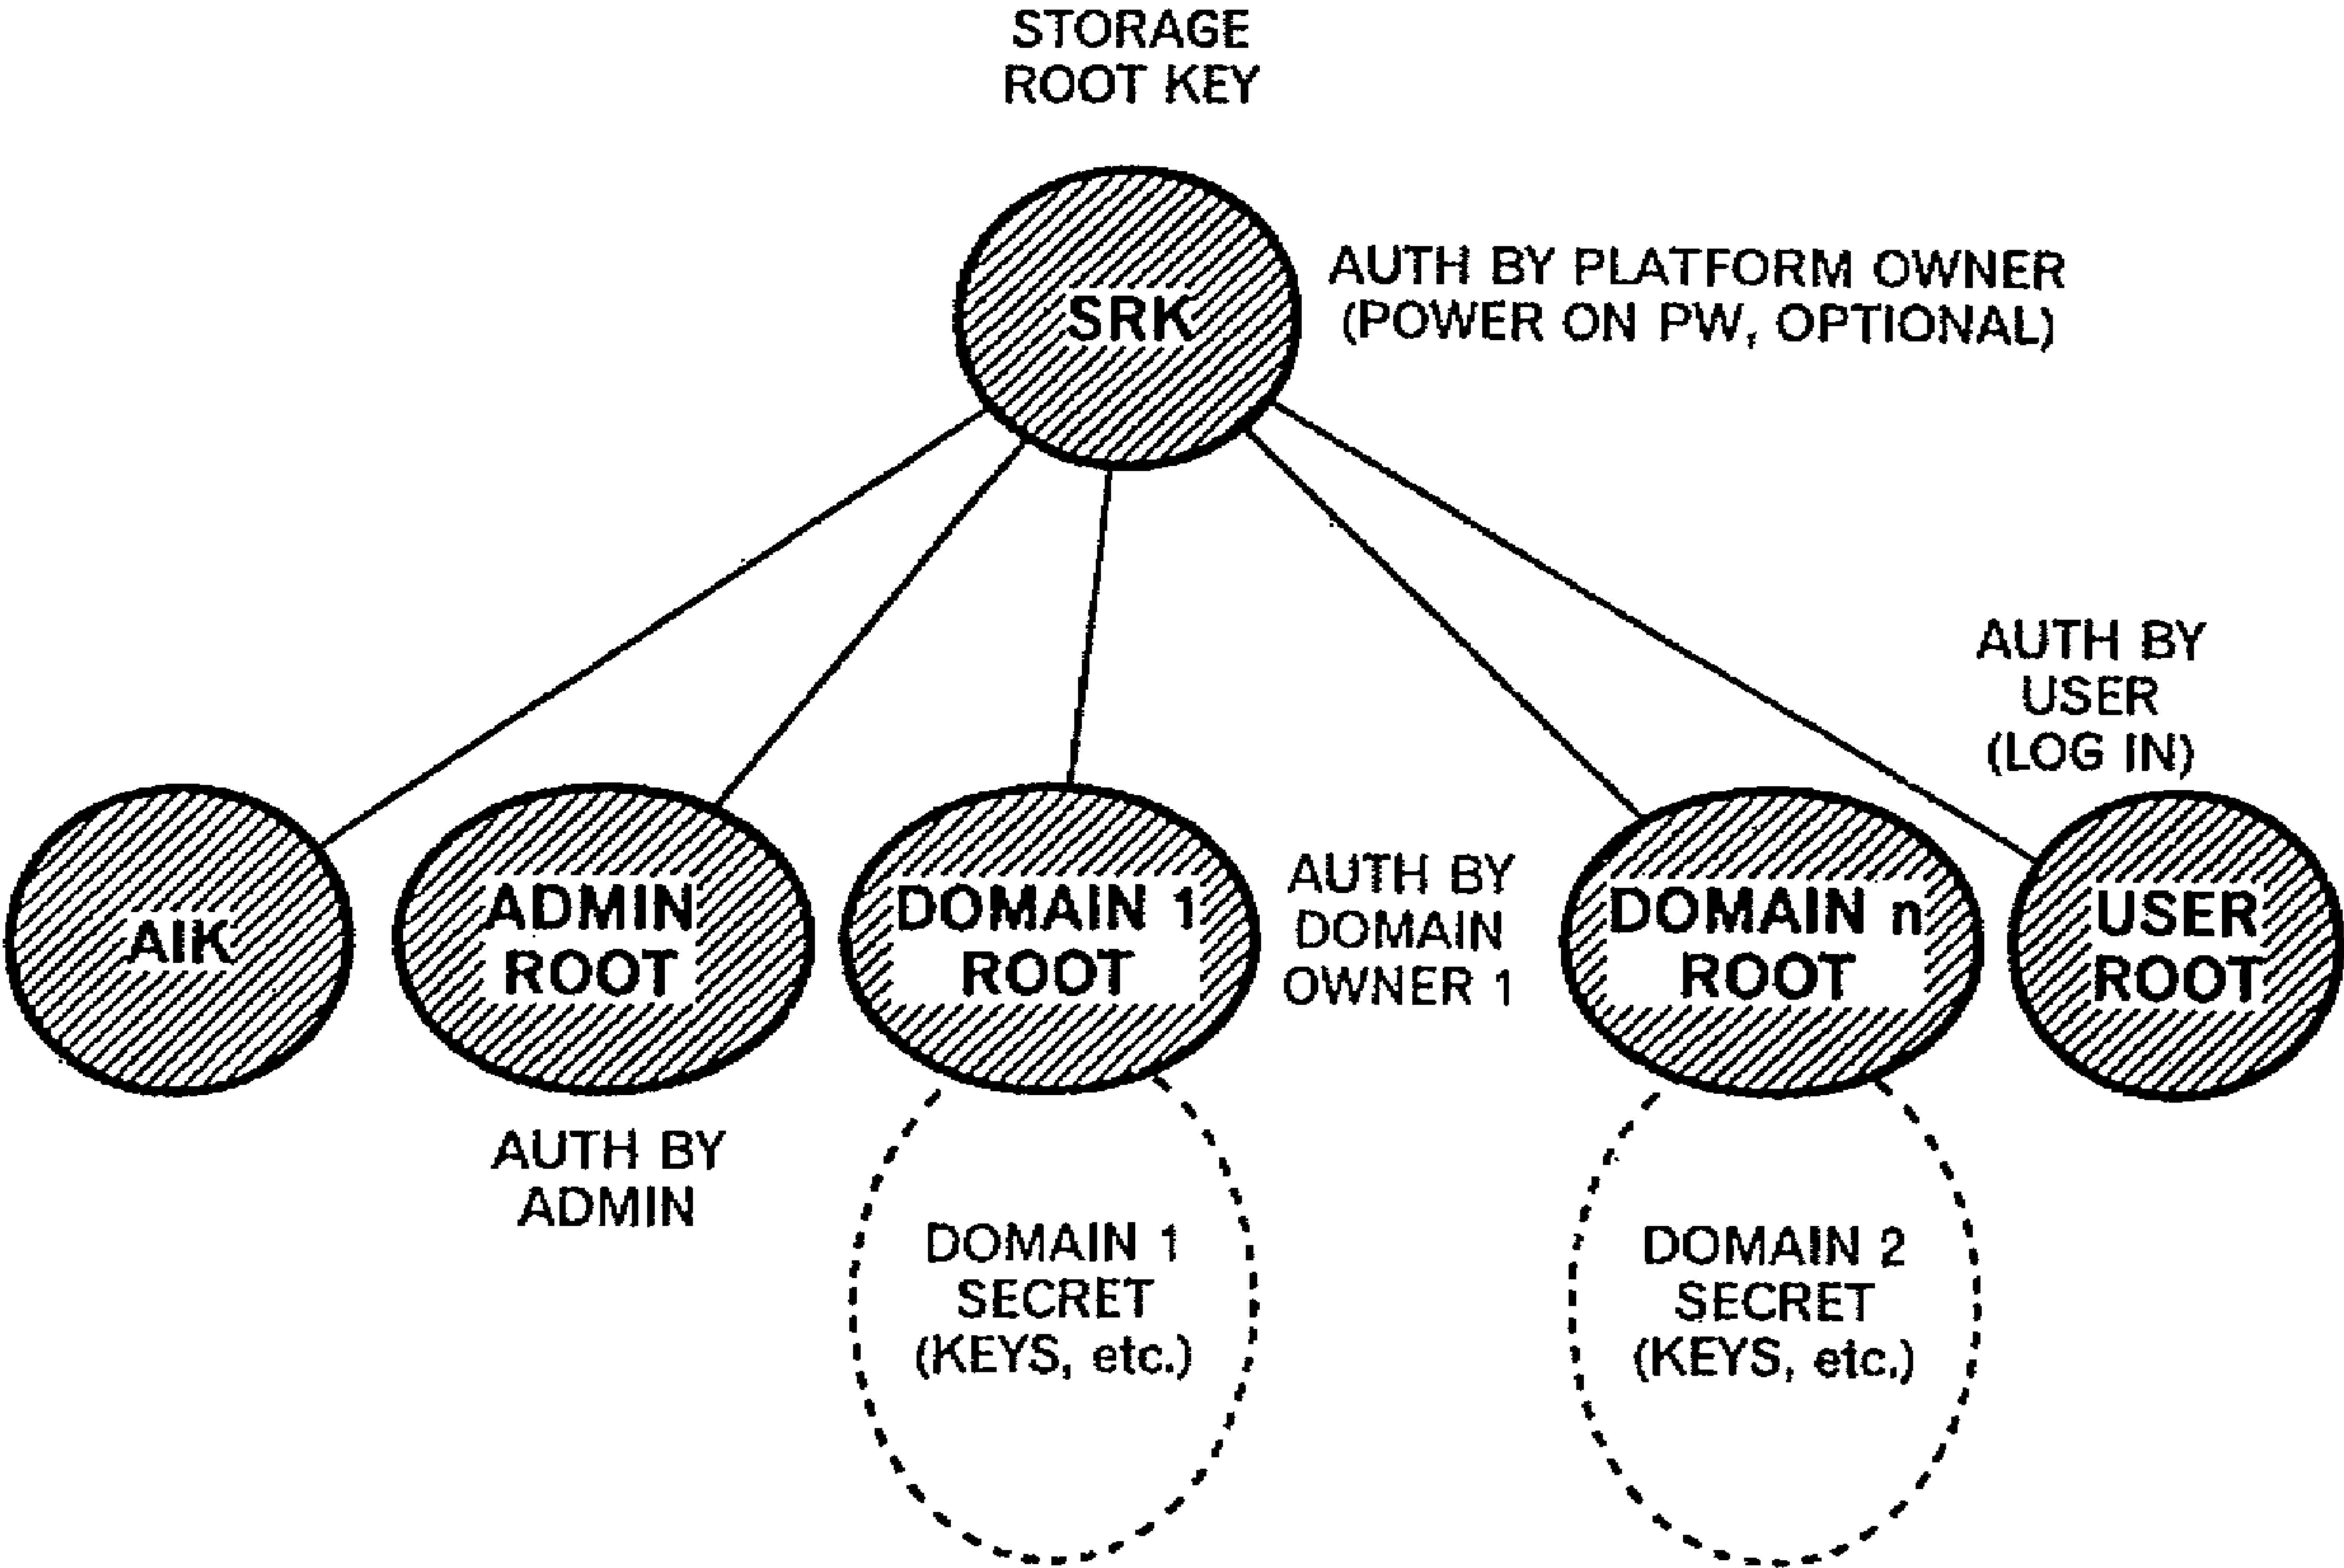 STORAGE
ROOT KEY
SRK
AUTH BY PLATFORM OWNER
(POWER ON PW, OPTIONAL)
AUTH BY
USER
(LOG IN)
AIK
ADMIN
ROOT
DOMAIN 1
ROOT
AUTH BY
DOMAIN
OWNER 1
DOMAIN n
ROOT
USER
ROOT
AUTH BY
ADMIN
DOMAIN 1
SECRET
(KEYS, etc.)
DOMAIN 2
SECRET
(KEYS, etc.)